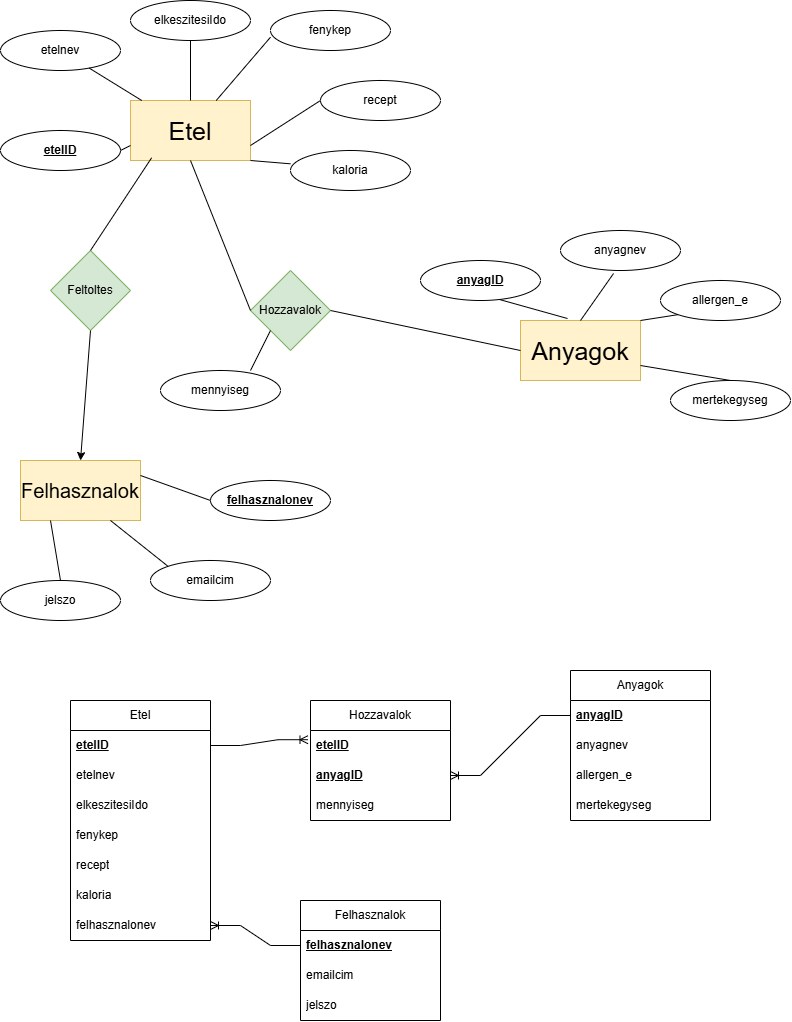 elkeszitesildo
fenykep
etelnev
recept
Etel
etelID
kaloria
anyagnev
anyagID
Feltoltes
allergen_e
Hozzavalok
Anyagok
mennyiseg
mertekegyseg
Felhasznalok
felhasznalonev
emailcim
jelszo
Etel
etelID
etelnev
elkeszitesildo
fenykep
recept
kaloria
felhasznalonev
Hozzavalok
etelID
anyagID
mennyiseg
Anyagok
anyagID
anyagnev
allergen_e
mertekegyseg
Felhasznalok
felhasznalonev
emailcim
jelszo